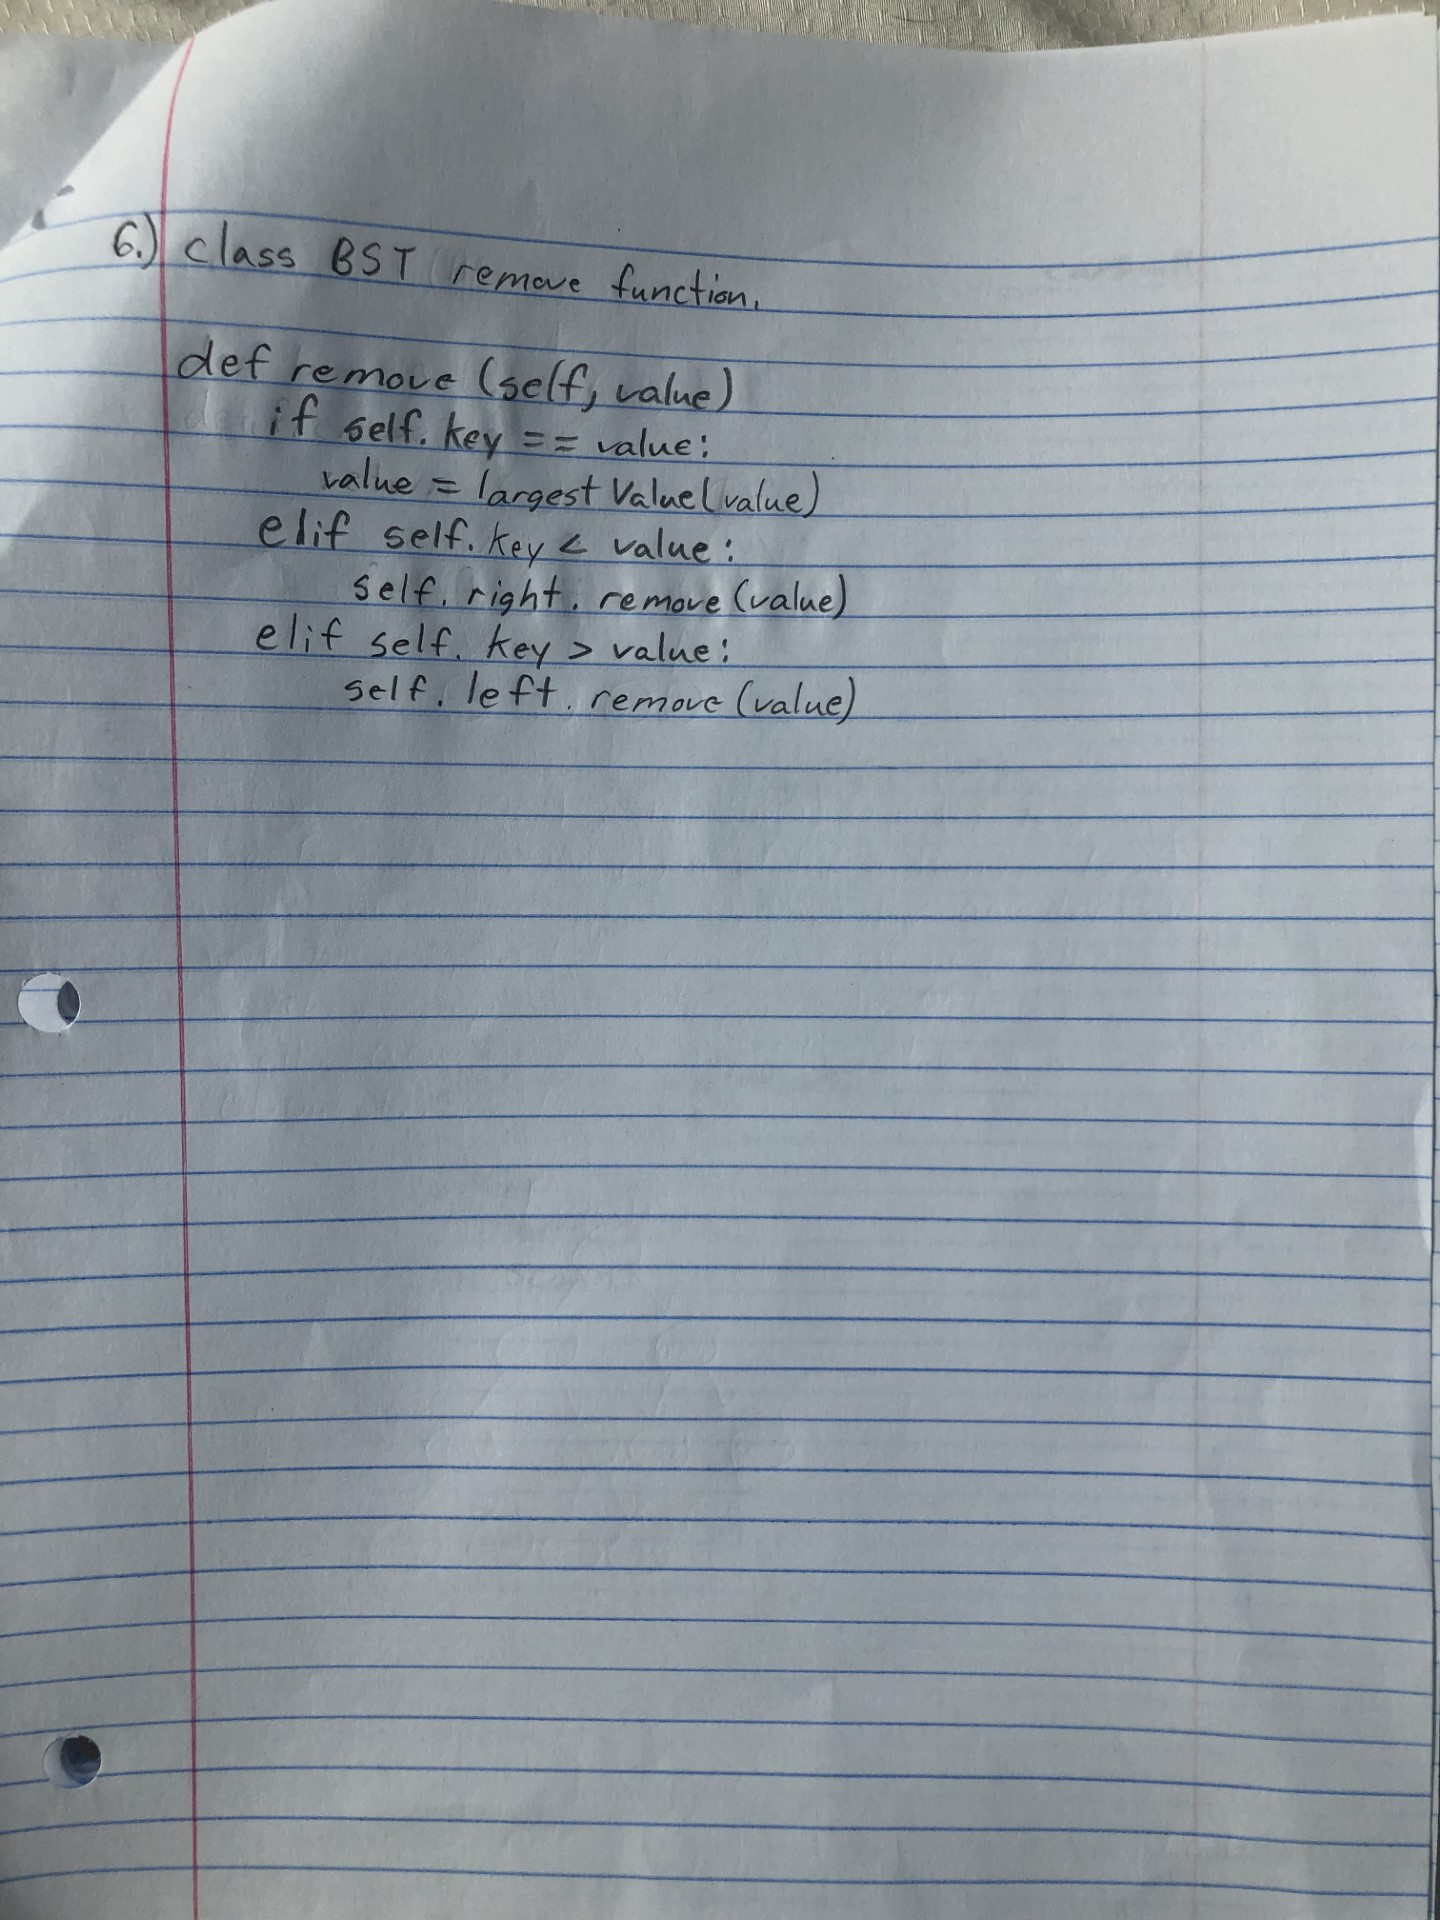 6.) class BST remove function.
def remove (self, value)
if self.key == value:
value = largest Value(value)
elif self.key < value:
self.right.remove(value)
elif self.key > value:
self.left.remove(value)